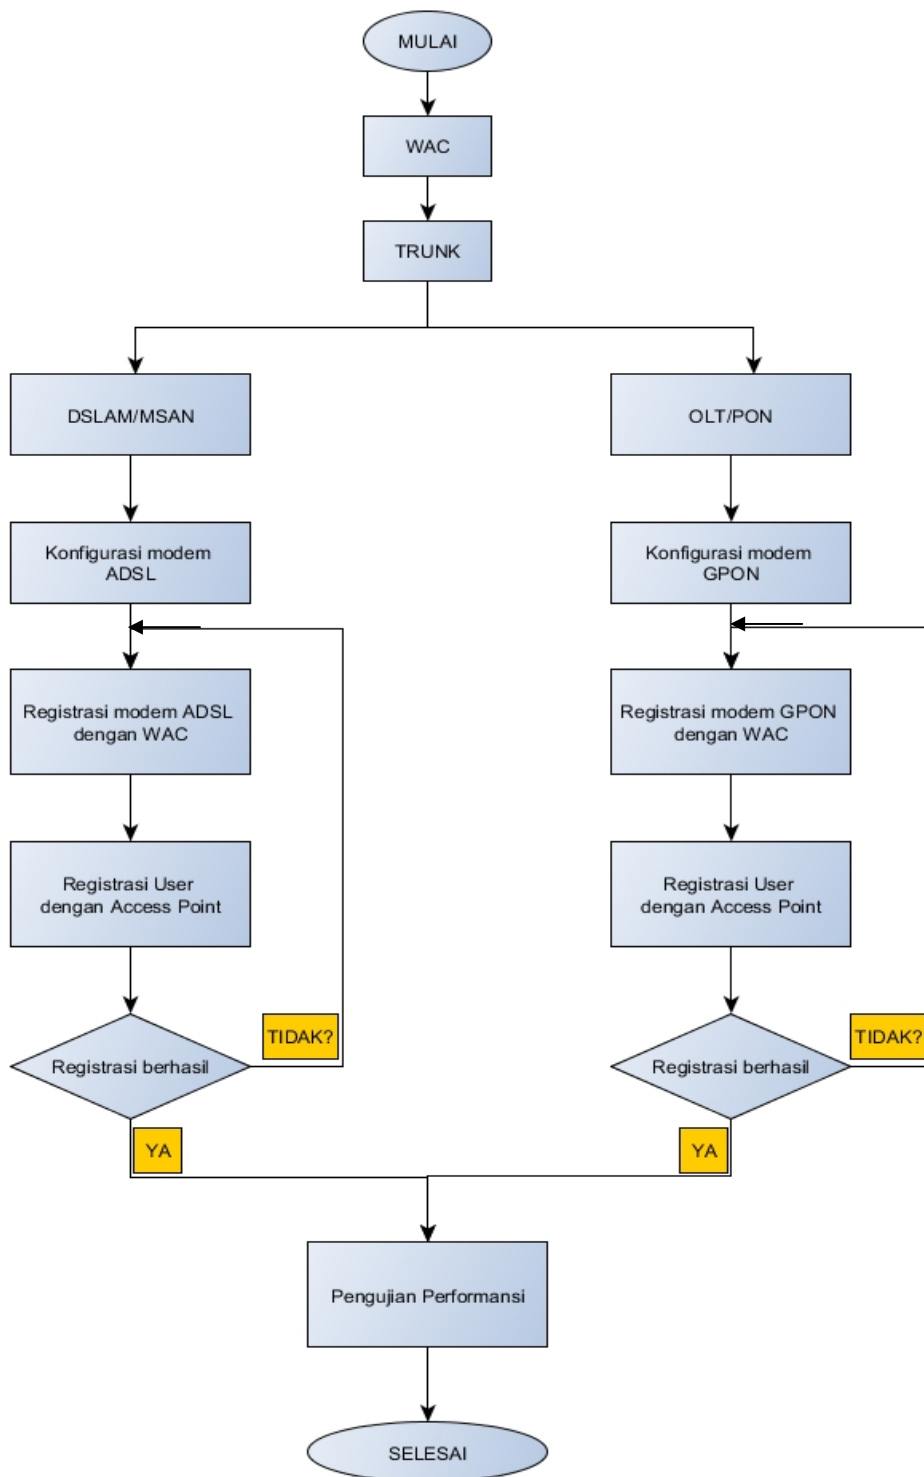 MULAI
WAC
TRUNK
DSLAM/MSAN
OLT/PON
Konfigurasi modem
ADSL
Konfigurasi modem
GPON
Registrasi modem ADSL
dengan WAC
Registrasi modem GPON
dengan WAC
Registrasi User
dengan Access Point
Registrasi User
dengan Access Point
TIDAK?
TIDAK?
Registrasi berhasil
Registrasi berhasil
YA
YA
Pengujian Performansi
SELESAI